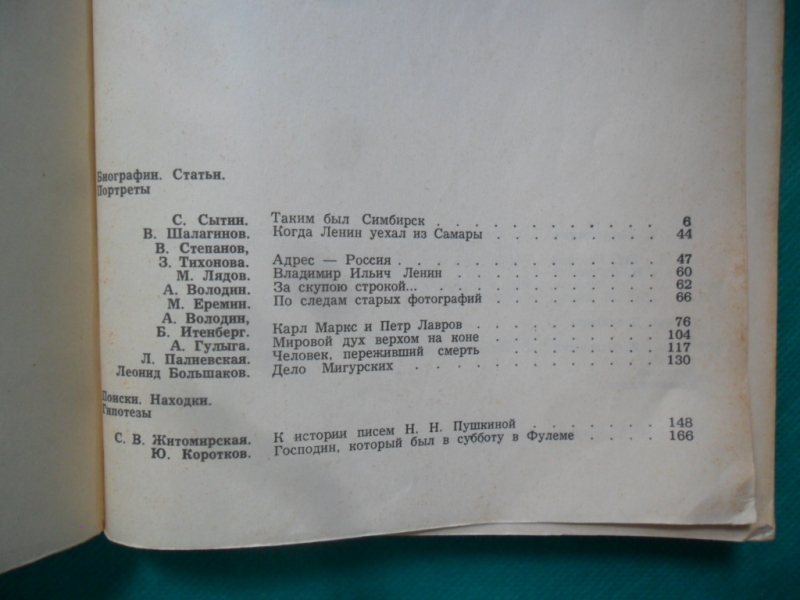 Биографии. Статьи.
Портреты
С. Сытин. Таким был Симбирск . . . . . . . . . . 6
В. Шалагинов. Когда Ленин уехал из Самары . . . . . . . . 44
В. Степанов,
З. Тихонова. Адрес — Россия . . . . . . . . . . . 47
М. Лядов. Владимир Ильич Ленин . . . . . . . . . 60
А. Володин. За скупою строкой... . . . . . . . . . . 62
М. Еремин. По следам старых фотографий . . . . . . . . 66
А. Володин,
Б. Итенберг. Карл Маркс и Петр Лавров . . . . . . . . . 76
А. Гулыга. Мировой дух верхом на коне . . . . . . . . 104
Л. Палиевская. Человек, переживший смерть . . . . . . . . 117
Леонид Большаков. Дело Мигурских . . . . . . . . . . . 130
Поиски. Находки.
Гипотезы
С. В. Житомирская. К истории писем Н. Н. Пушкиной . . . . . . . 148
Ю. Коротков. Господин, который был в субботу в Фулеме . . . . 166